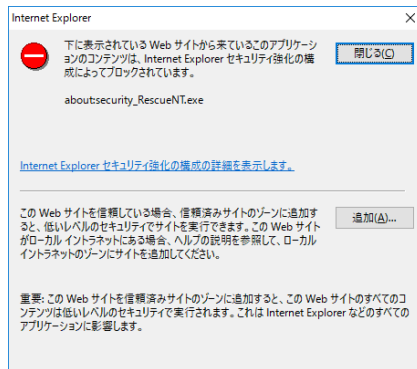 Internet Explorer
下に表示されている Web サイトから来ているこのアプリケーシ
ョンのコンテンツは、Internet Explorer セキュリティ強化の構
成によってブロックされています。
閉じる(C)
about:security_RescueNT.exe
Internet Explorer セキュリティ強化の構成の詳細を表示します。
この Web サイトを信頼している場合、信頼済みサイトのゾーンに追加す
ると、低いレベルのセキュリティでサイトを実行できます。この Web サイト
がローカル イントラネットにある場合、ヘルプの説明を参照して、ローカル
イントラネットのゾーンにサイトを追加してください。
追加(A)...
重要: この Web サイトを信頼済みサイトのゾーンに追加すると、この Web サイトのすべてのコ
ンテンツは低いレベルのセキュリティで実行されます。これは Internet Explorer などのすべての
アプリケーションに影響します。